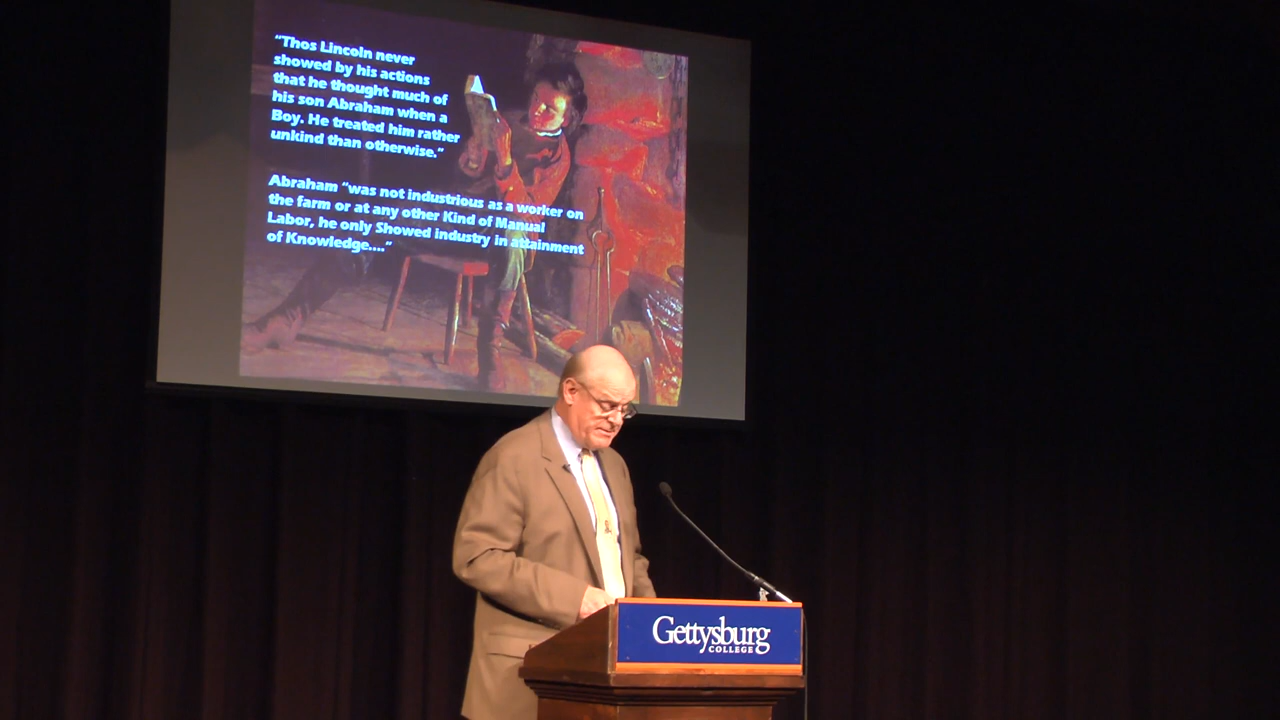 “Thos Lincoln never
showed by his actions
that he thought much of
his son Abraham when a
Boy. He treated him rather
unkind than otherwise.”
Abraham “was not industrious as a worker on
the farm or at any other Kind of Manual
Labor, he only Showed industry in attainment
of Knowledge....”
Gettysburg
COLLEGE